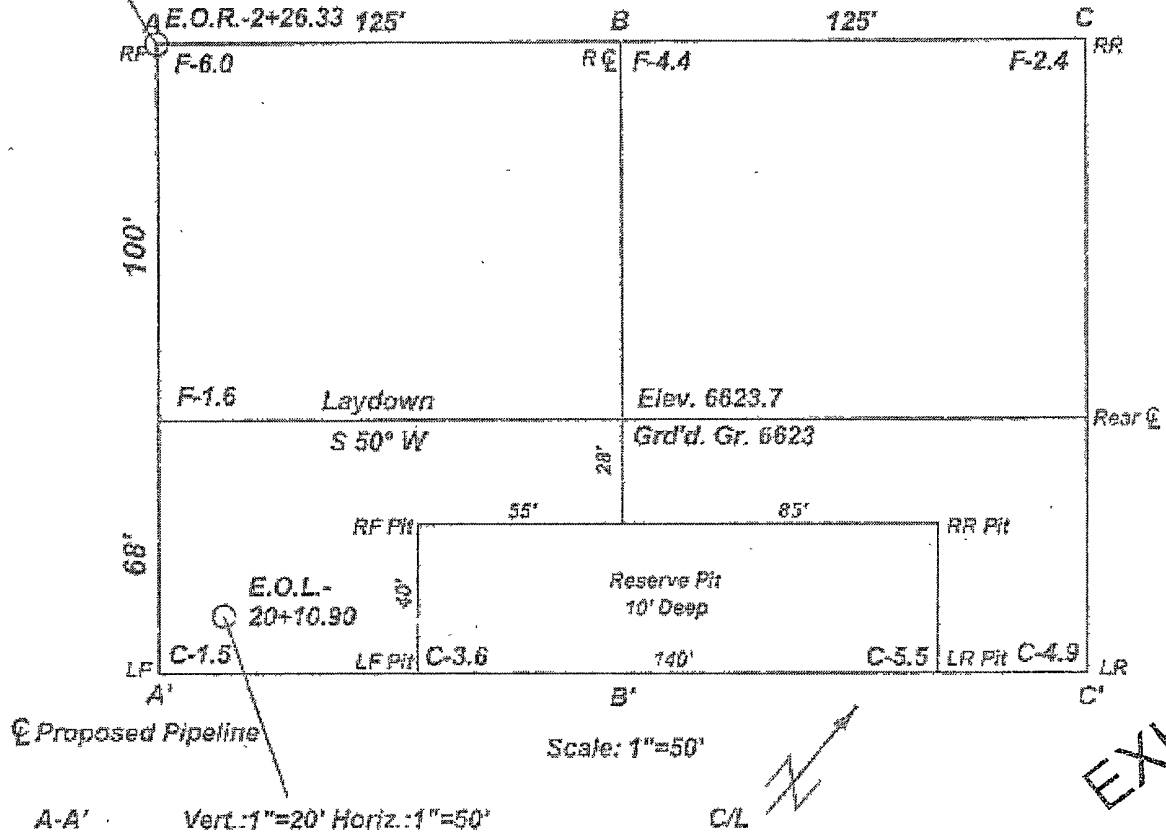 A E.O.R.-2+26.33 125' B 125' C
RF F-6.0 R ℄ F-4.4 F-2.4 RR
100'
F-1.6 Laydown Elev. 6623.7
Rear ℄
S 50° W Grd'd. Gr. 6623
28'
55' 85'
RF Pit RR Pit
68'
E.O.L.- 40' Reserve Pit
20+10.90 10' Deep
LF C-1.5 LF Pit C-3.6 140' C-5.5 LR Pit C-4.9 LR
A' B' C'
℄ Proposed Pipeline
Scale: 1"=50'
A-A' Vert.:1"=20' Horiz.:1"=50' C/L